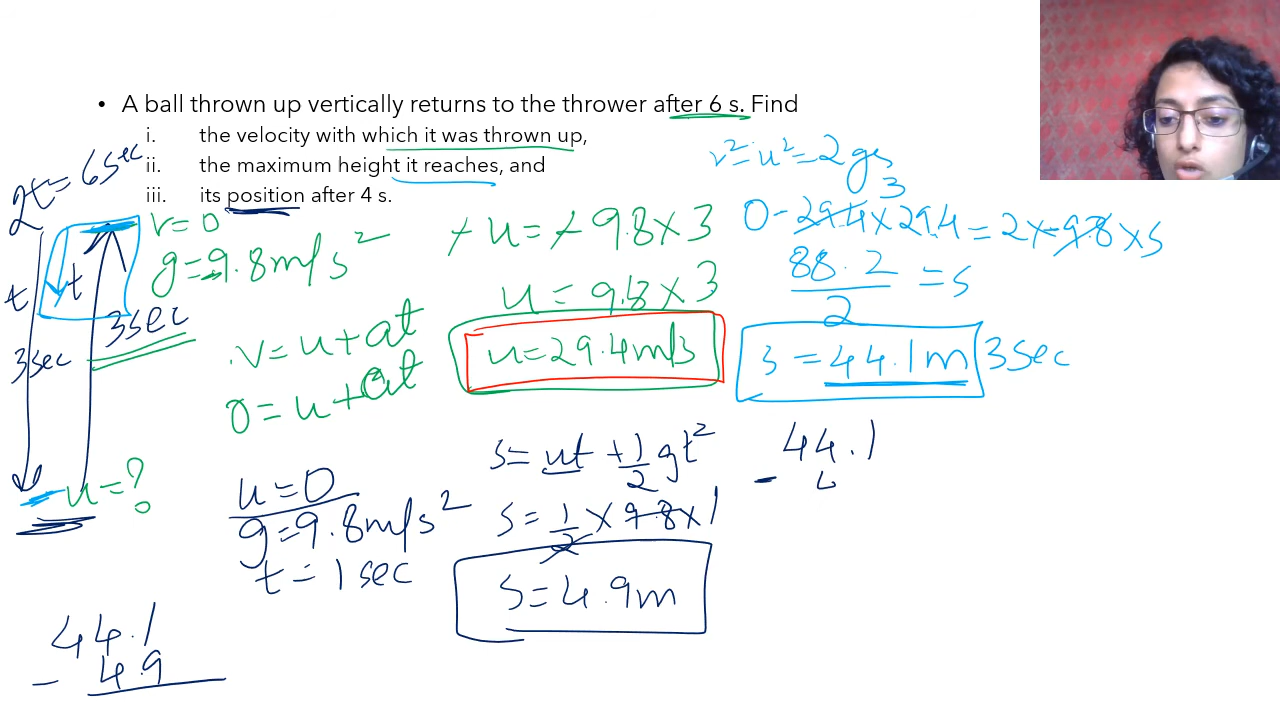 • A ball thrown up vertically returns to the thrower after 6 s. Find
i. the velocity with which it was thrown up,
ii. the maximum height it reaches, and
iii. its position after 4 s.
2t = 6 sec
t
3sec
t
3sec
u = ?
v = 0
g = -9.8m/s²
v = u + at
0 = u + at
-u = -9.8 × 3
u = 9.8 × 3
u = 29.4m/s
v² = u² = 2gs
3
0 - 29.4 × 29.4 = 2 × -9.8 × s
88.2
2
= s
s = 44.1m
3sec
u = 0
g = 9.8m/s²
t = 1 sec
s = ut + 1/2 gt²
s = 1/2 × 9.8 × 1
s = 4.9m
44.1
-
44.1
- 4.9